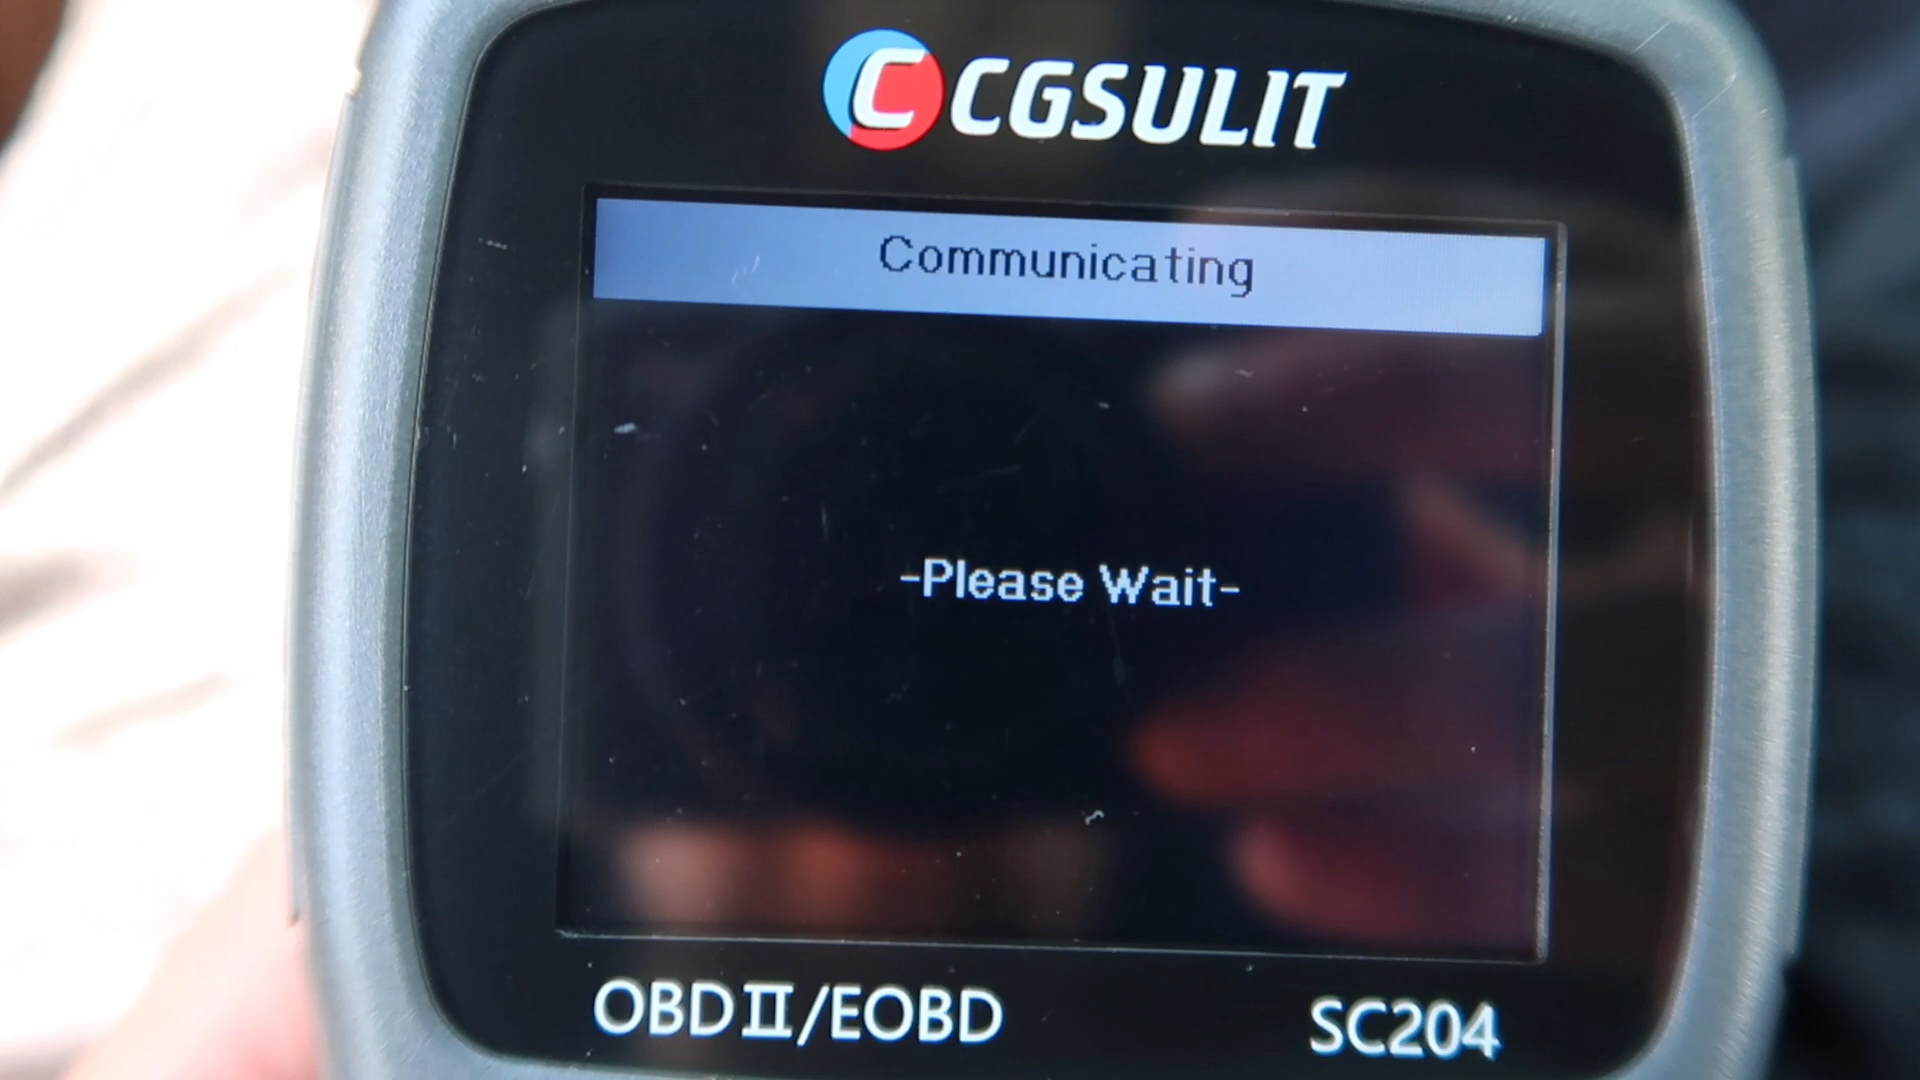 C CGSULIT
Communicating
-Please Wait-
OBDII/EOBD
SC204